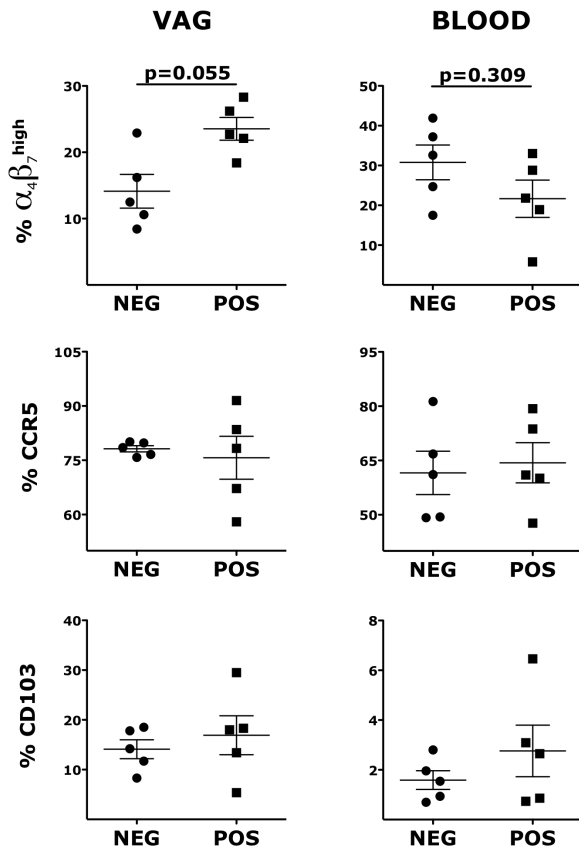 VAG
BLOOD
% α₄β₇ʰⁱᵍʰ
30
20
10
p=0.055
NEG
POS
50
40
30
20
10
p=0.309
NEG
POS
% CCR5
105
90
75
60
NEG
POS
95
80
65
50
NEG
POS
% CD103
40
30
20
10
NEG
POS
8
6
4
2
NEG
POS